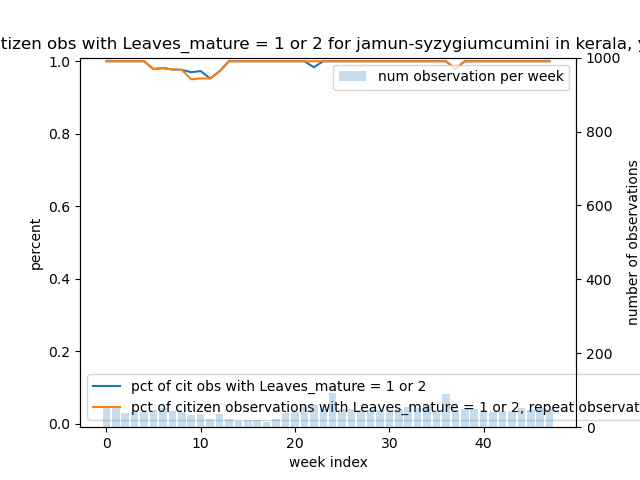 tizen obs with Leaves_mature = 1 or 2 for jamun-syzygiumcumini in kerala,
num observation per week
1.0
0.8
0.6
0.4
0.2
0.0
percent
1000
800
600
400
200
0
number of observations
pct of cit obs with Leaves_mature = 1 or 2
pct of citizen observations with Leaves_mature = 1 or 2, repeat observat
0
10
20
30
40
week index